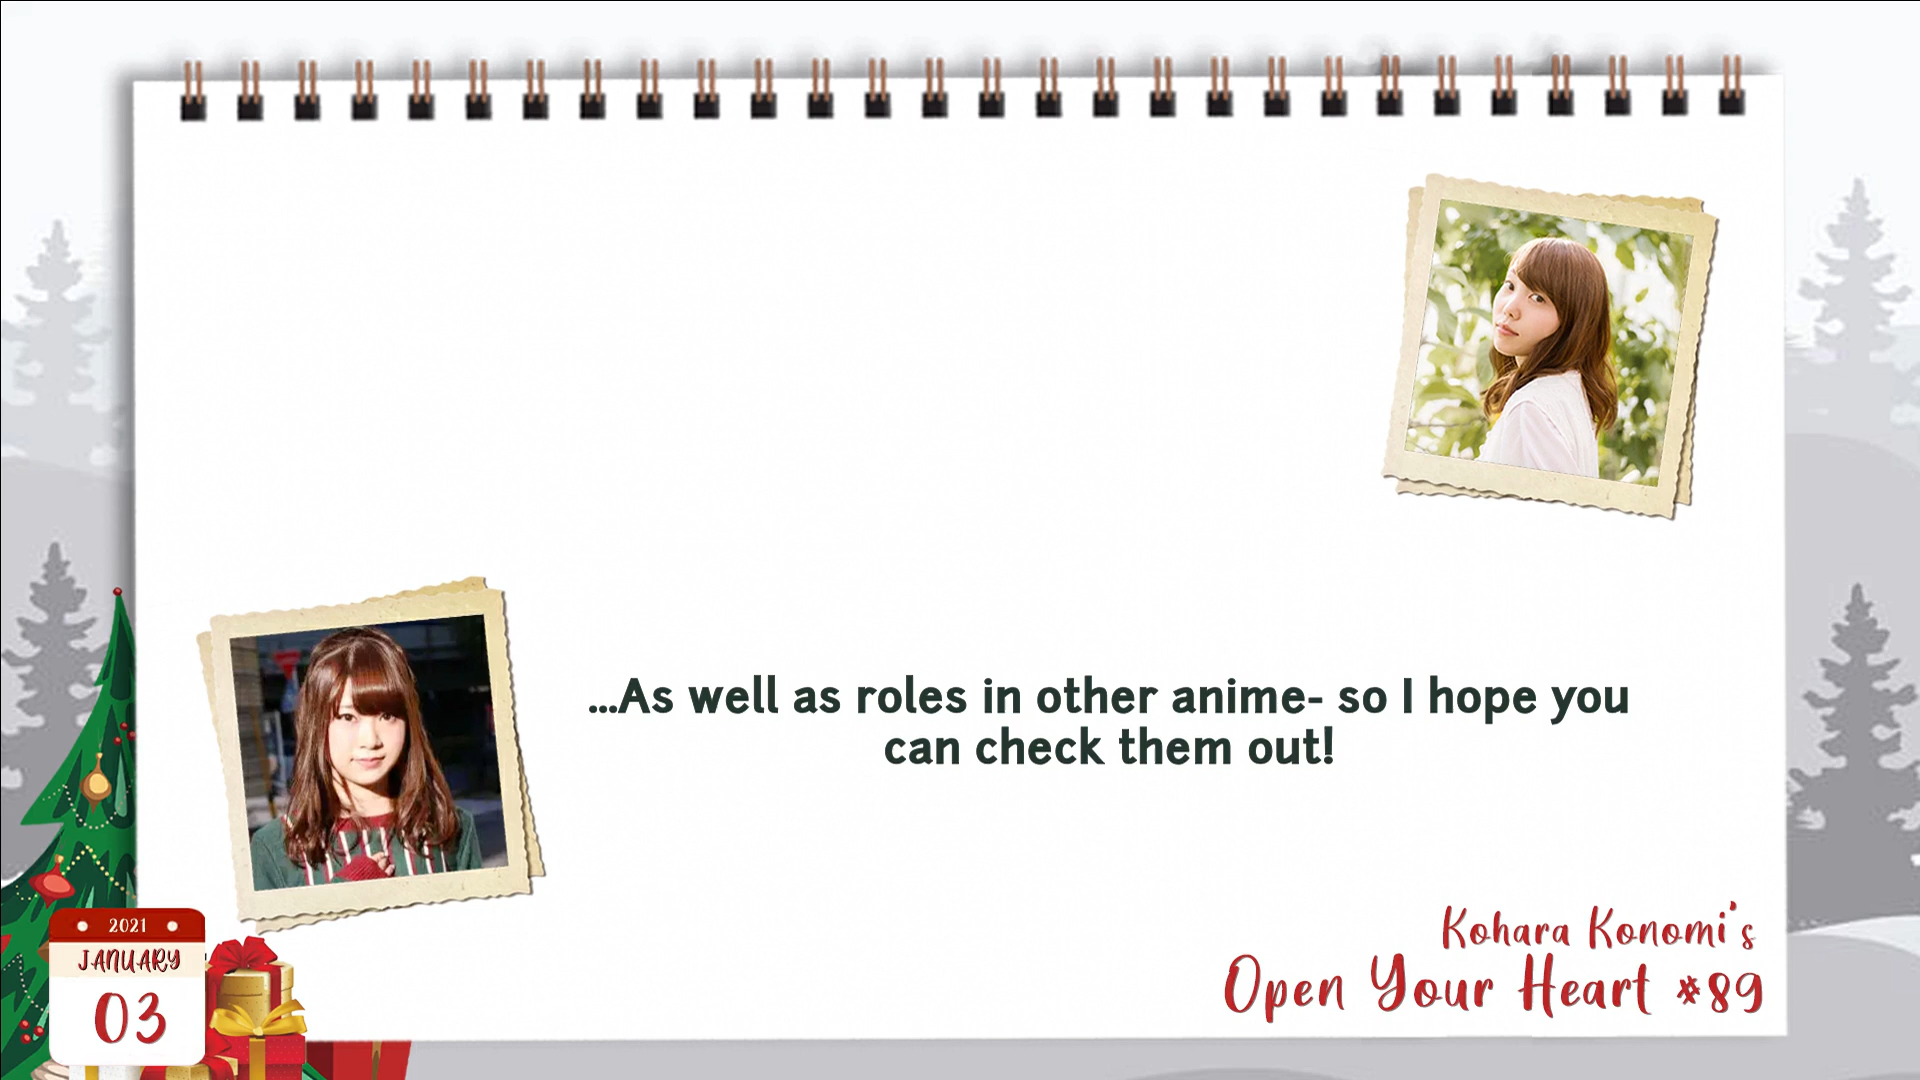 ...As well as roles in other anime- so I hope you
can check them out!
Kohara Konomi's
Open Your Heart #89
2021
JANUARY
03